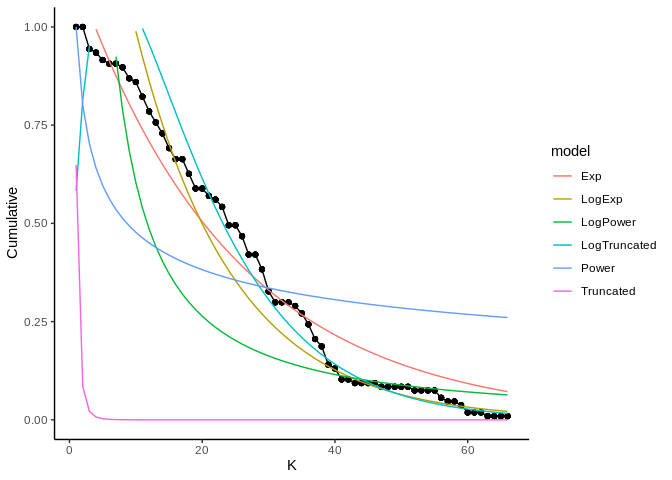 1.00
0.75
0.50
0.25
0.00
Cumulative
0
20
40
60
K
model
Exp
LogExp
LogPower
LogTruncated
Power
Truncated